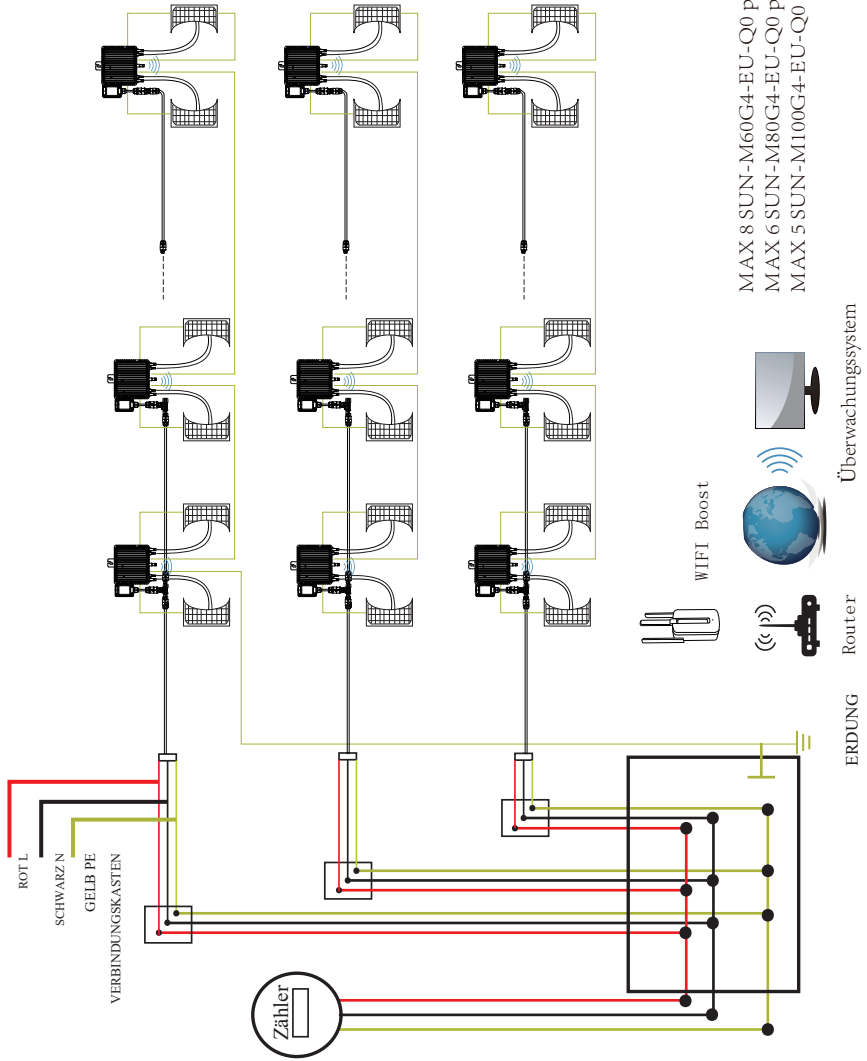 ROT L
SCHWARZ N
GELB PE
VERBINDUNGSKASTEN
Zähler
WIFI Boost
ERDUNG
Router
Überwachungssystem
MAX 8 SUN-M60G4-EU-Q0 p
MAX 6 SUN-M80G4-EU-Q0 p
MAX 5 SUN-M100G4-EU-Q0